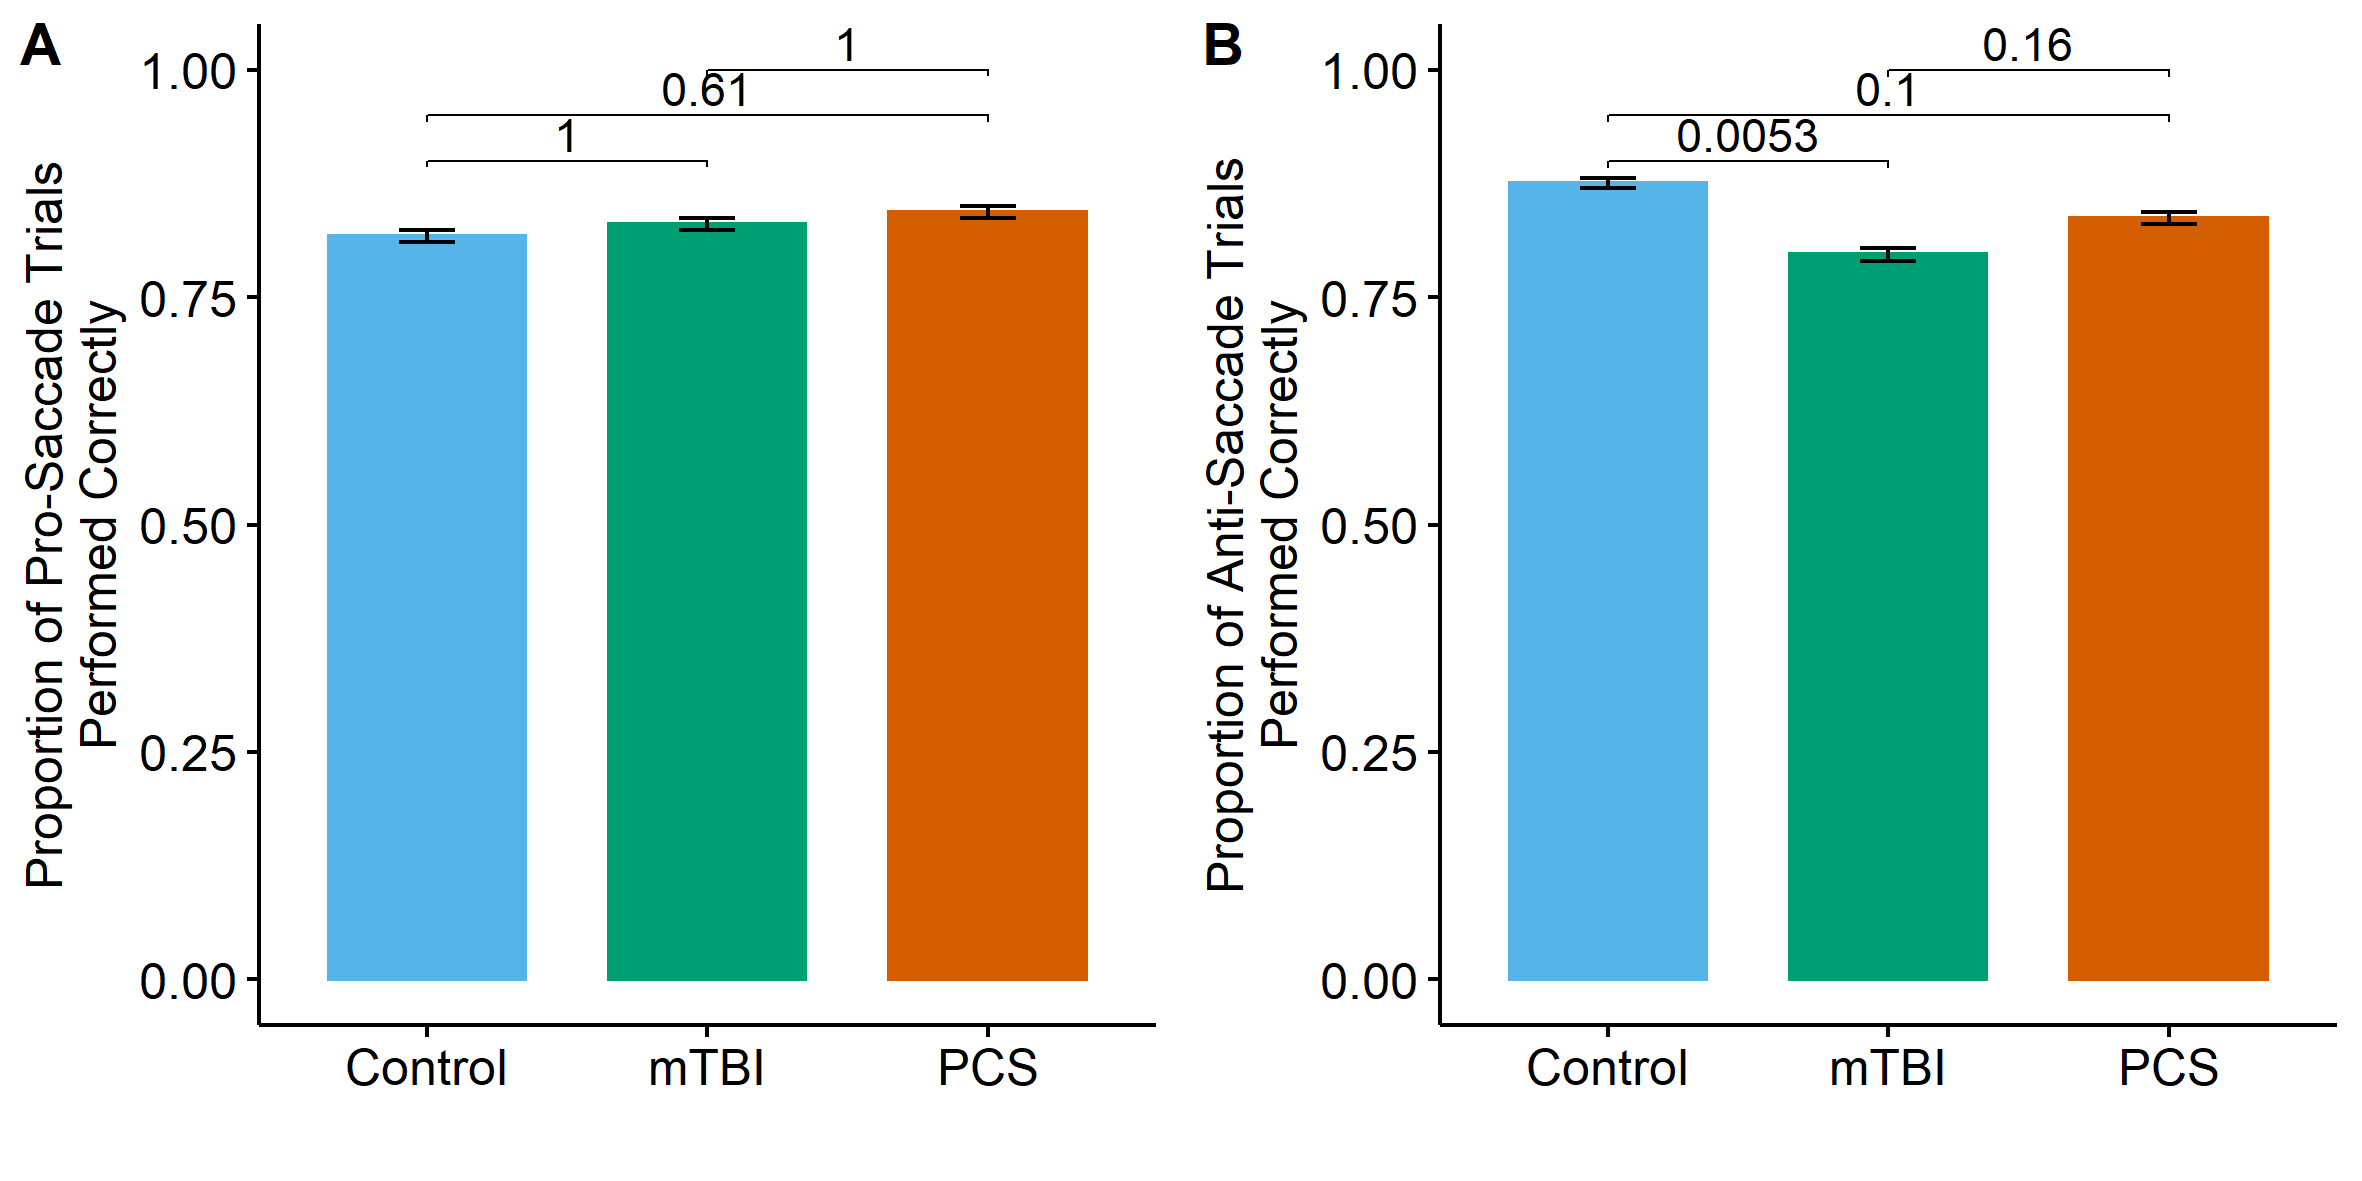 A
Proportion of Pro-Saccade Trials
Performed Correctly
1.00
0.75
0.50
0.25
0.00
1
0.61
1
Control
mTBI
PCS
B
Proportion of Anti-Saccade Trials
Performed Correctly
1.00
0.75
0.50
0.25
0.00
0.16
0.1
0.0053
Control
mTBI
PCS